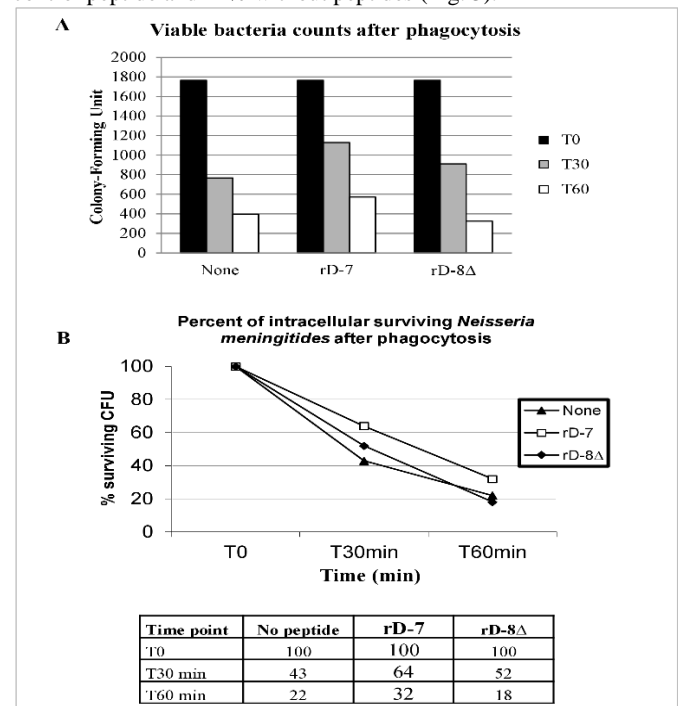 A Viable bacteria counts after phagocytosis
Colony-Forming Unit
2000
1800
1600
1400
1200
1000
800
600
400
200
0
None rD-7 rD-8Δ
T0
T30
T60
B Percent of intracellular surviving Neisseria
meningitides after phagocytosis
% surviving CFU
100
80
60
40
20
0
T0 T30min T60min
Time (min)
None
rD-7
rD-8Δ
Time point No peptide rD-7 rD-8Δ
T0 100 100 100
T30 min 43 64 52
T60 min 22 32 18